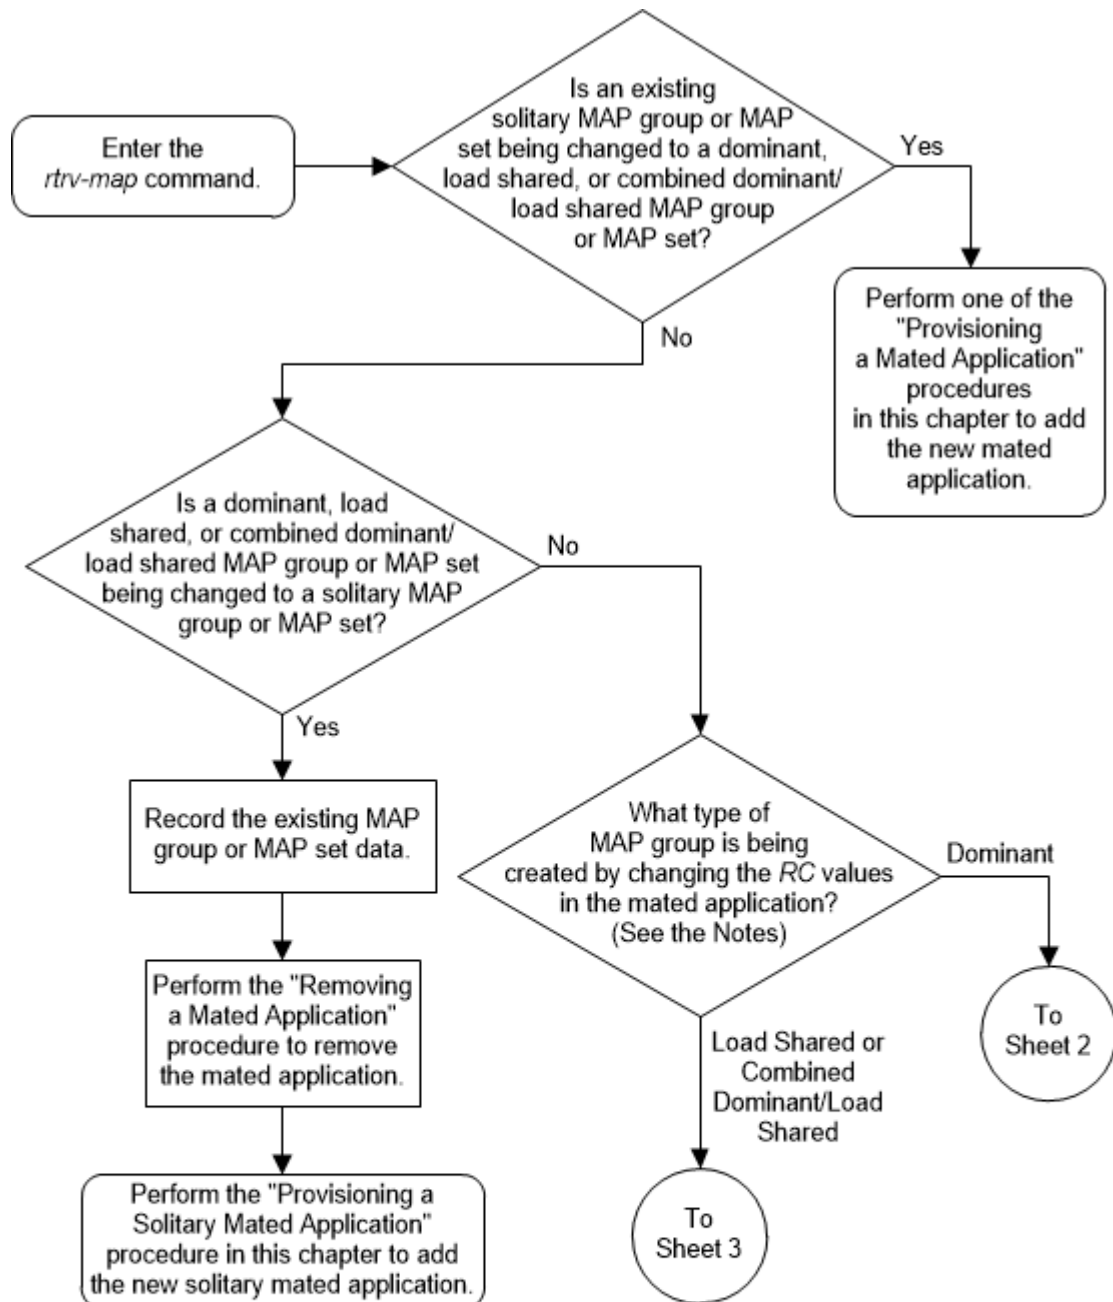 Enter the
rtrv-map command.
Is an existing
solitary MAP group or MAP
set being changed to a dominant,
load shared, or combined dominant/
load shared MAP group
or MAP set?
Yes
Perform one of the
"Provisioning
a Mated Application"
procedures
in this chapter to add
the new mated
application.
No
Is a dominant, load
shared, or combined dominant/
load shared MAP group or MAP set
being changed to a solitary MAP
group or MAP set?
No
Yes
Record the existing MAP
group or MAP set data.
Perform the "Removing
a Mated Application"
procedure to remove
the mated application.
Perform the "Provisioning a
Solitary Mated Application"
procedure in this chapter to add
the new solitary mated application.
What type of
MAP group is being
created by changing the RC values
in the mated application?
(See the Notes)
Dominant
To
Sheet 2
Load Shared or
Combined
Dominant/Load
Shared
To
Sheet 3